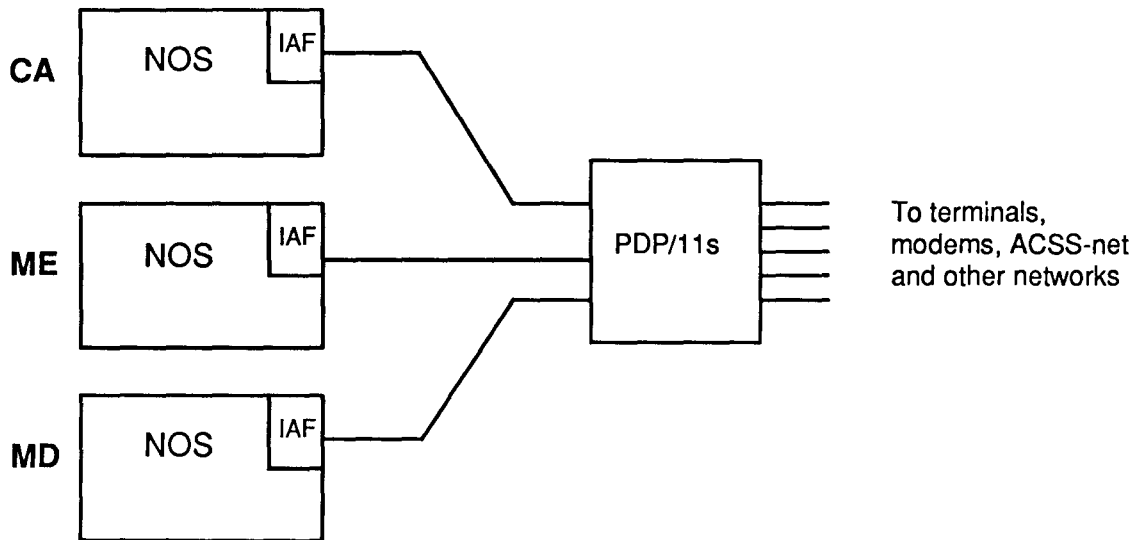 CA
NOS
IAF
ME
NOS
IAF
MD
NOS
IAF
PDP/11s
To terminals,
modems, ACSS-net
and other networks